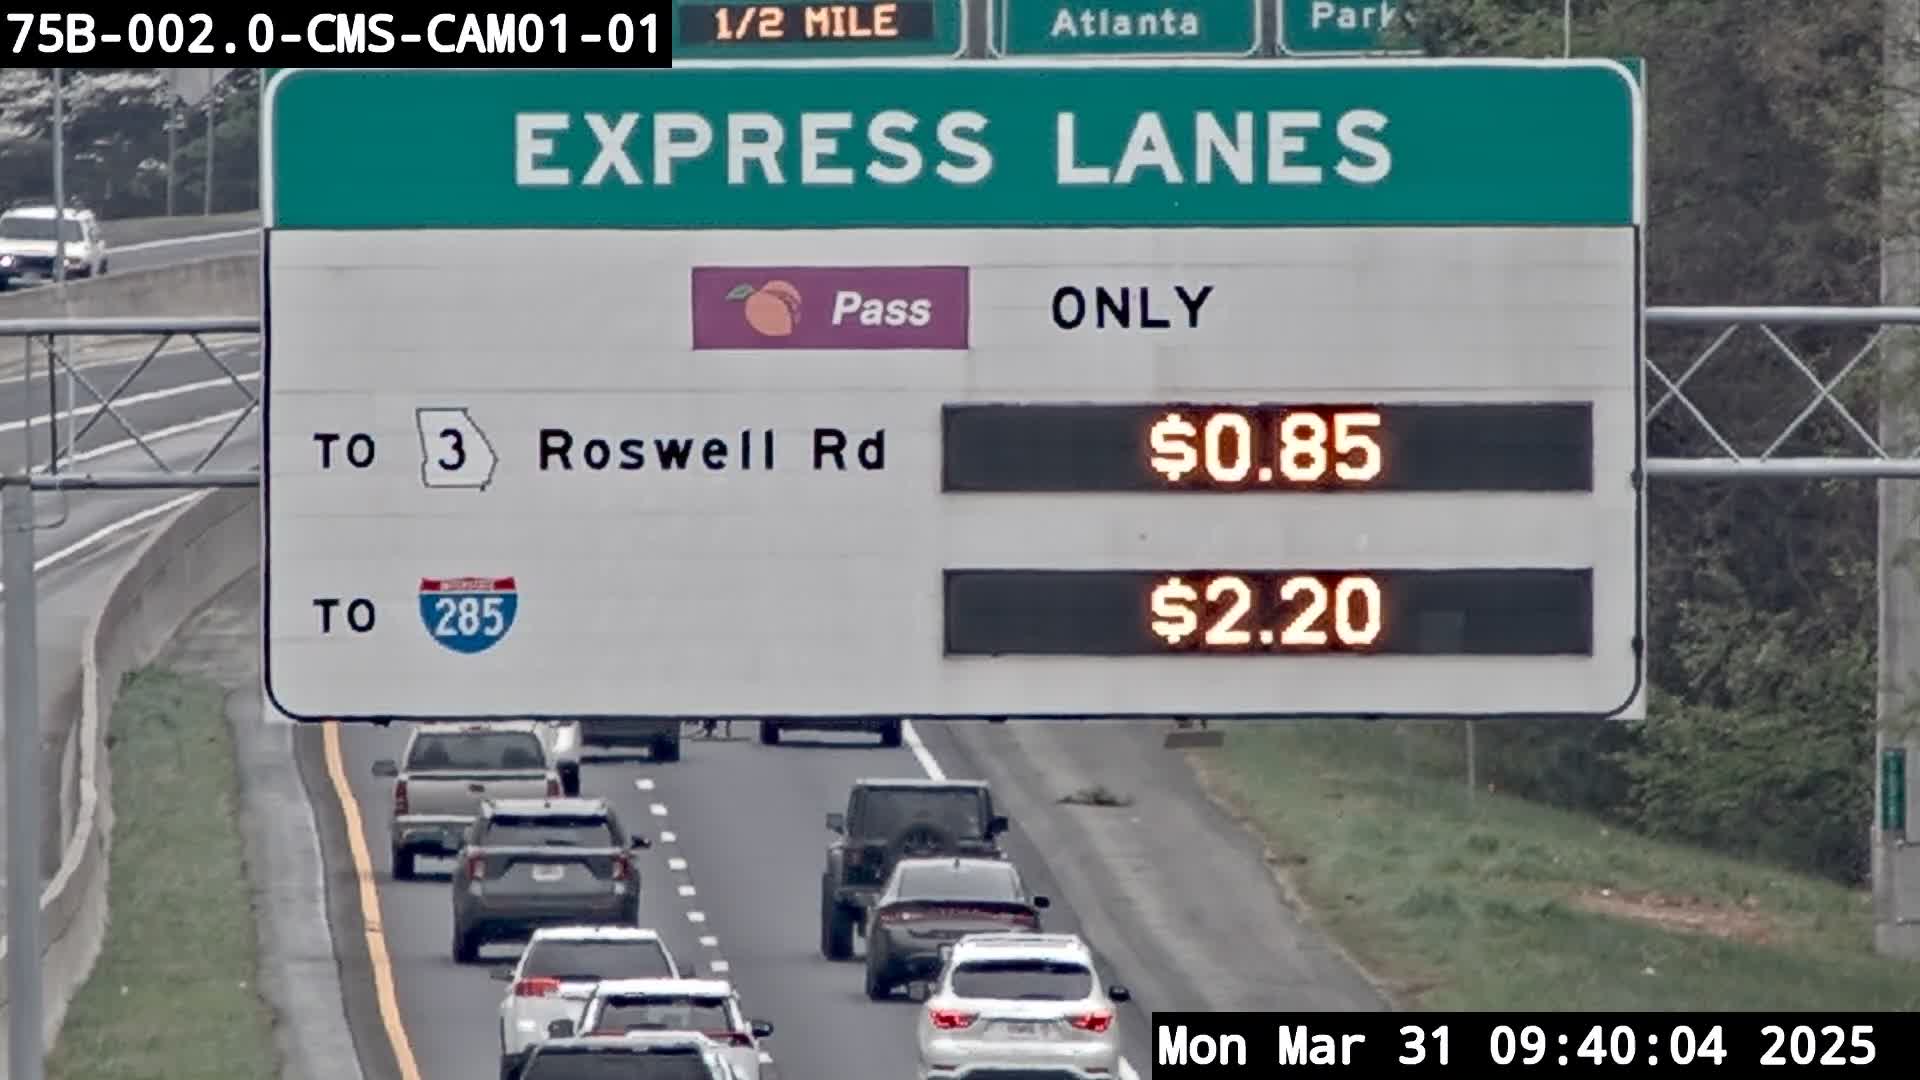 75B-002.0-CMS-CAM01-01
1/2 MILE
Atlanta
Park
EXPRESS LANES
Pass ONLY
TO 3 Roswell Rd $0.85
TO 285 $2.20
Mon Mar 31 09:40:04 2025